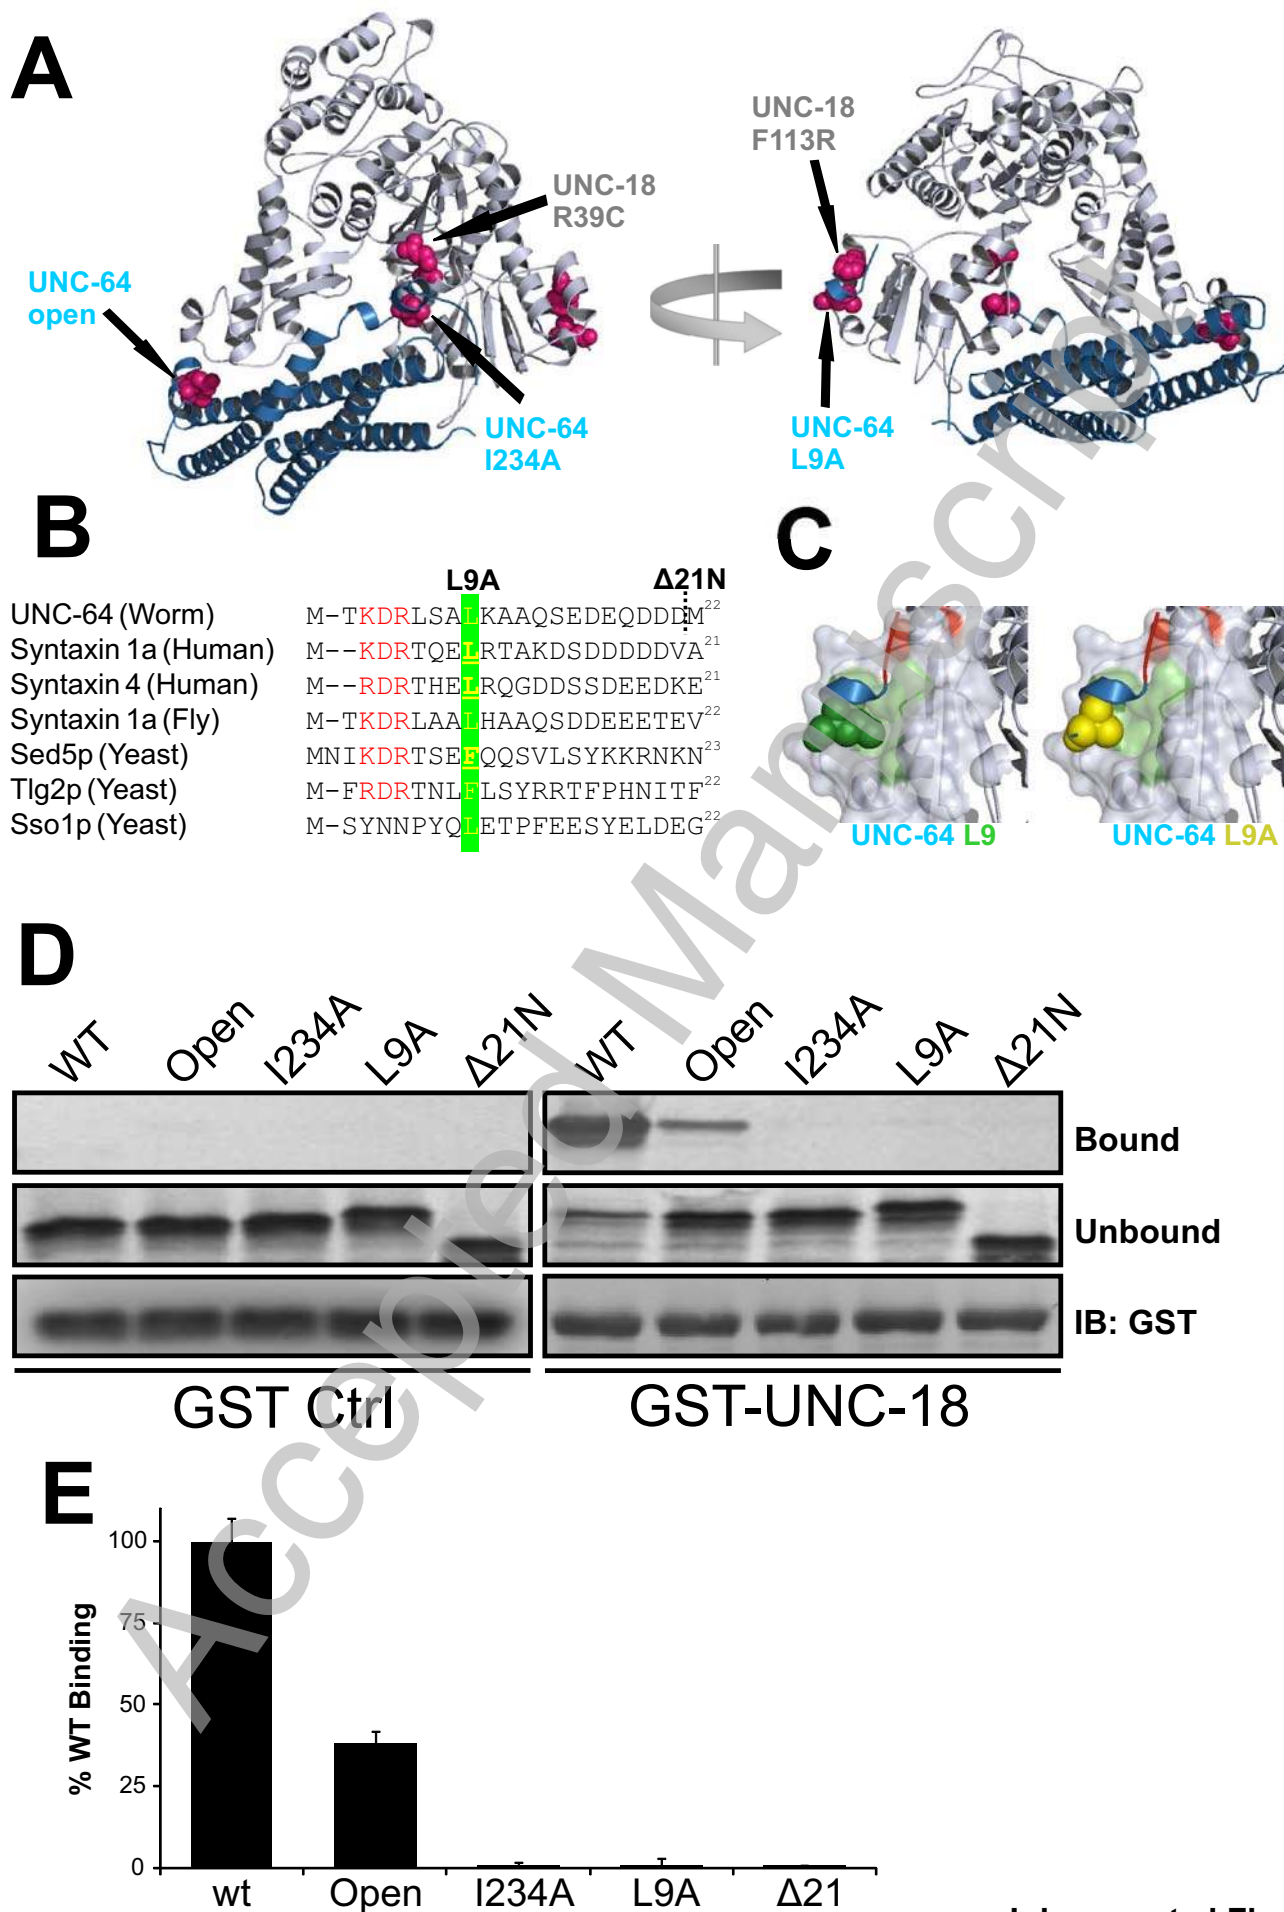 A
UNC-64
open
UNC-18
R39C
UNC-64
I234A
UNC-18
F113R
UNC-64
L9A
B
L9A Δ21N
UNC-64 (Worm) M-TKDRLSALKAAQSEDEQDDDM22
Syntaxin 1a (Human) M--KDRTQELRTAKDSDDDDDVA21
Syntaxin 4 (Human) M--RDRTHELRQGDDSSDEEDKE21
Syntaxin 1a (Fly) M-TKDRLAALHAAQSDDEEETEV22
Sed5p (Yeast) MNIKDRTSEFQQSVLSYKKRNKN23
Tlg2p (Yeast) M-FRDRTNLFLSYRRTFPHNITF22
Sso1p (Yeast) M-SYNNPYQLETPFEESYELDEG22
C
UNC-64 L9
UNC-64 L9A
D
WT Open I234A L9A Δ21N WT Open I234A L9A Δ21N
Bound
Unbound
IB: GST
GST Ctrl GST-UNC-18
E
% WT Binding
100
75
50
25
0
wt Open I234A L9A Δ21
Accepted Manuscript